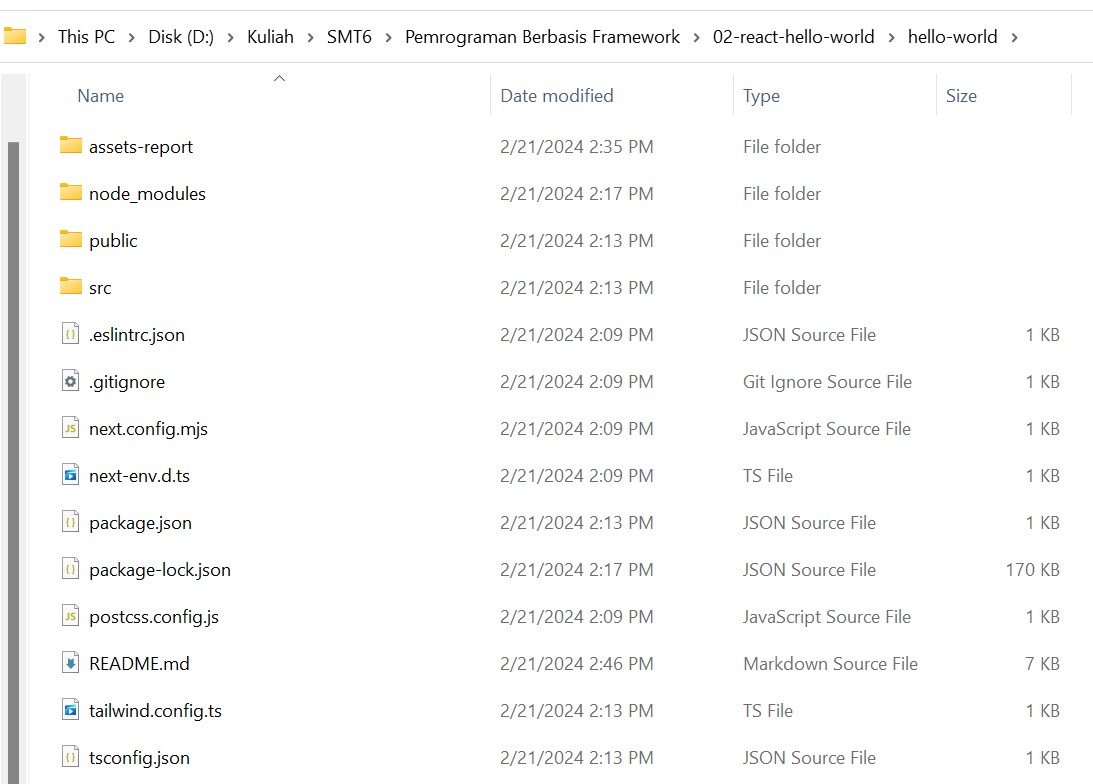 This PC > Disk (D:) > Kuliah > SMT6 > Pemrograman Berbasis Framework > 02-react-hello-world > hello-world >
Name Date modified Type Size
assets-report 2/21/2024 2:35 PM File folder
node_modules 2/21/2024 2:17 PM File folder
public 2/21/2024 2:13 PM File folder
src 2/21/2024 2:13 PM File folder
.eslintrc.json 2/21/2024 2:09 PM JSON Source File 1 KB
.gitignore 2/21/2024 2:09 PM Git Ignore Source File 1 KB
next.config.mjs 2/21/2024 2:09 PM JavaScript Source File 1 KB
next-env.d.ts 2/21/2024 2:09 PM TS File 1 KB
package.json 2/21/2024 2:13 PM JSON Source File 1 KB
package-lock.json 2/21/2024 2:17 PM JSON Source File 170 KB
postcss.config.js 2/21/2024 2:09 PM JavaScript Source File 1 KB
README.md 2/21/2024 2:46 PM Markdown Source File 7 KB
tailwind.config.ts 2/21/2024 2:13 PM TS File 1 KB
tsconfig.json 2/21/2024 2:13 PM JSON Source File 1 KB